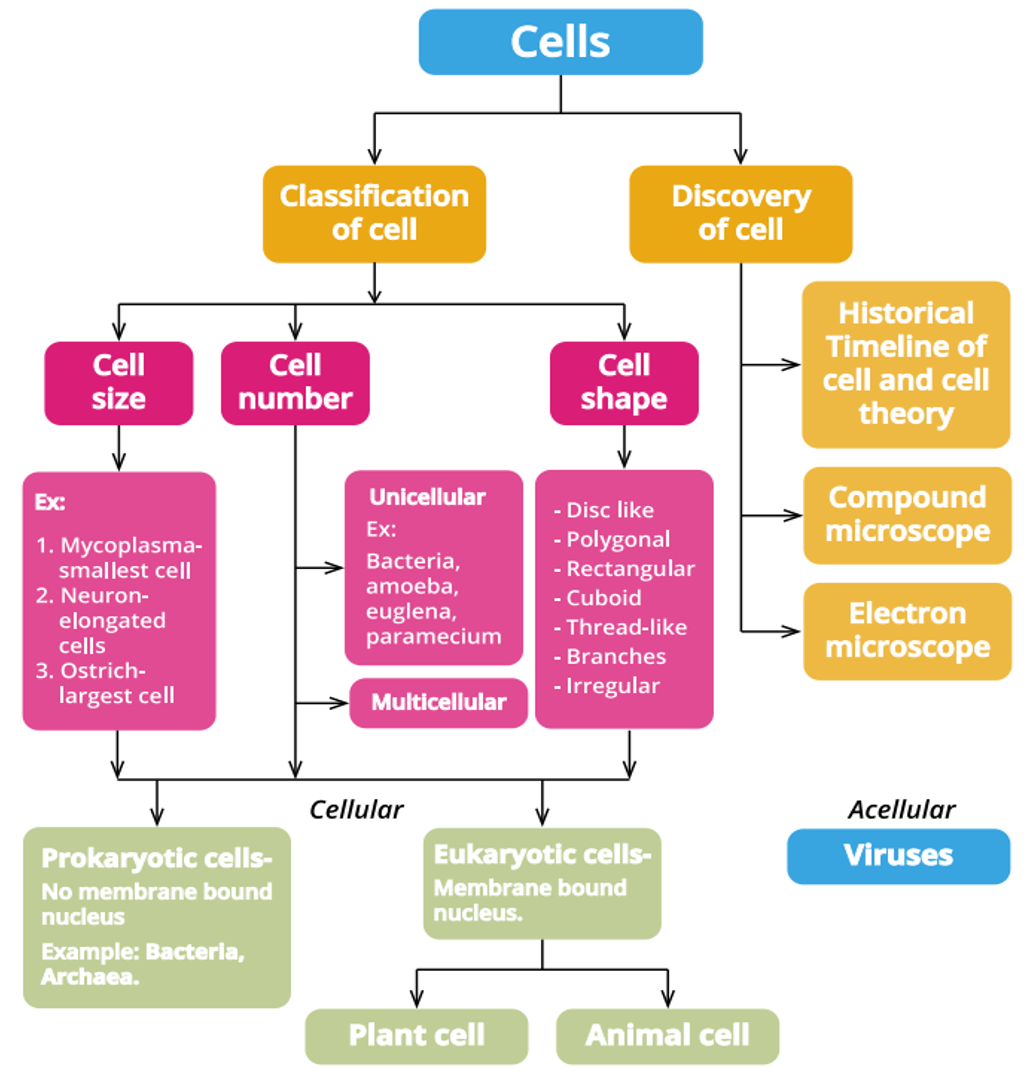 Cells
Classification
of cell
Discovery
of cell
Historical
Timeline of
cell and cell
theory
Compound
microscope
Electron
microscope
Cell
size
Cell
number
Cell
shape
Ex:
1. Mycoplasma-
smallest cell
2. Neuron-
elongated
cells
3. Ostrich-
largest cell
Unicellular
Ex:
Bacteria,
amoeba,
euglena,
paramecium
Multicellular
- Disc like
- Polygonal
- Rectangular
- Cuboid
- Thread-like
- Branches
- Irregular
Cellular
Acellular
Prokaryotic cells-
No membrane bound
nucleus
Example: Bacteria,
Archaea.
Eukaryotic cells-
Membrane bound
nucleus.
Viruses
Plant cell
Animal cell